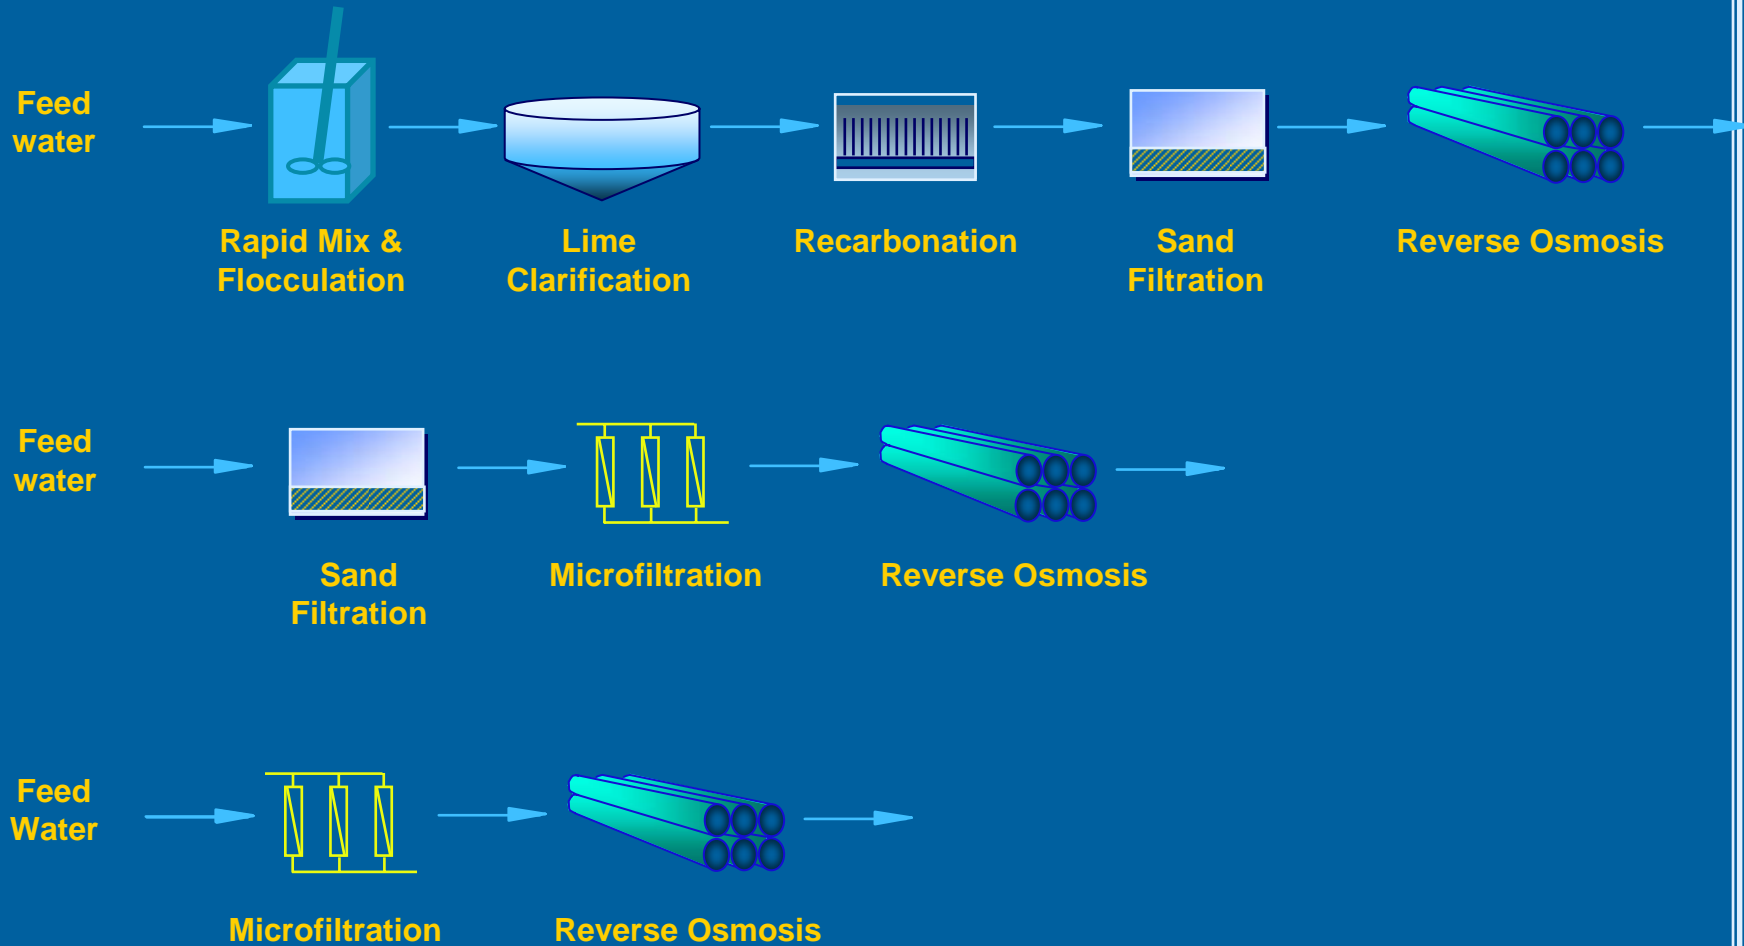 Feed
water
Rapid Mix &
Flocculation
Lime
Clarification
Recarbonation
Sand
Filtration
Reverse Osmosis
Feed
water
Sand
Filtration
Microfiltration
Reverse Osmosis
Feed
Water
Microfiltration
Reverse Osmosis